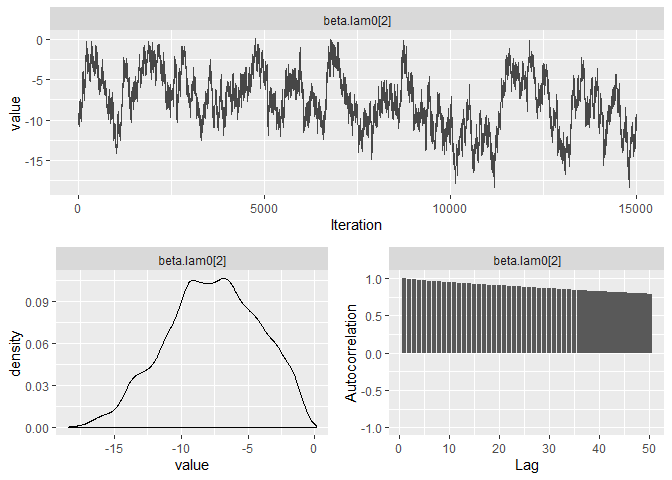 beta.lam0[2]
0
-5
-10
-15
value
0 5000 10000 15000
Iteration
beta.lam0[2]
0.09
0.06
0.03
0.00
density
-15 -10 -5 0
value
beta.lam0[2]
1.0
0.5
0.0
-0.5
-1.0
Autocorrelation
0 10 20 30 40 50
Lag